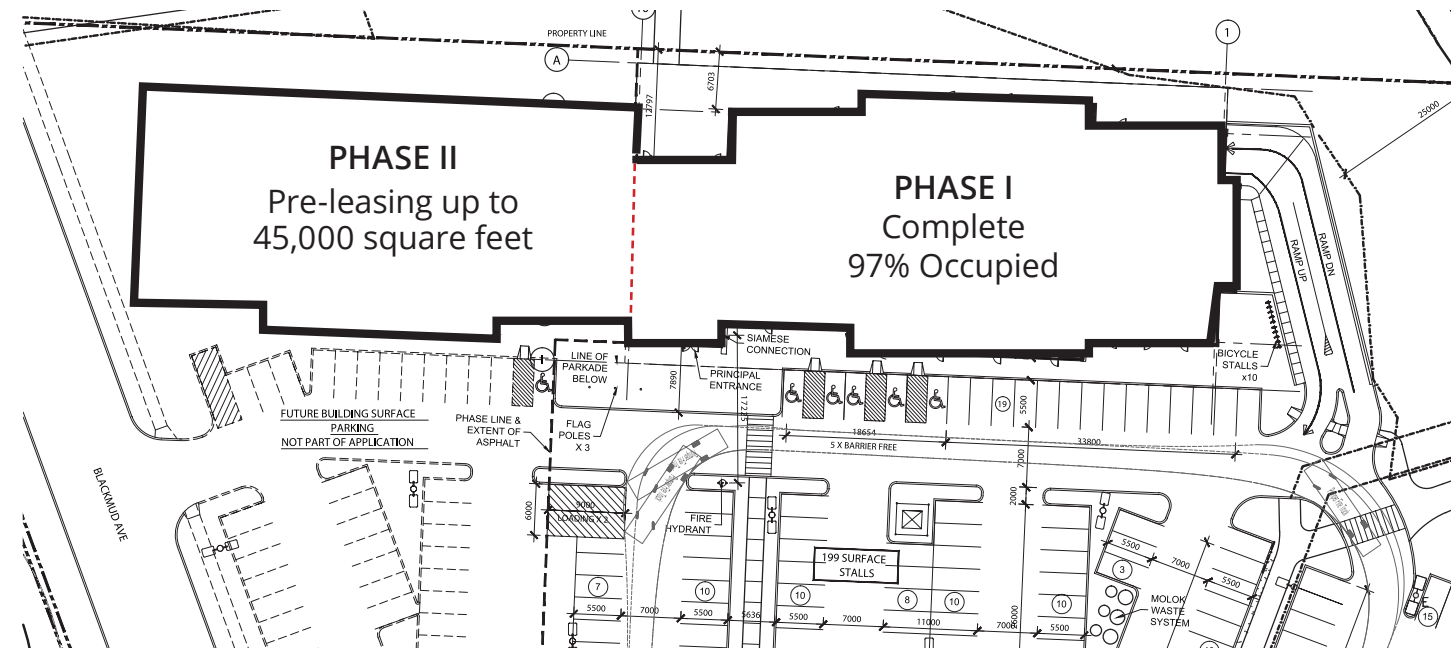 PROPERTY LINE
A
1
12797
6703
25000
PHASE II
Pre-leasing up to
45,000 square feet
PHASE I
Complete
97% Occupied
RAMP UP
RAMP DN
SIAMESE
CONNECTION
LINE OF
PARKADE
BELOW
PRINCIPAL
ENTRANCE
7890
BICYCLE
STALLS
x10
FUTURE BUILDING SURFACE
PARKING
NOT PART OF APPLICATION
PHASE LINE &
EXTENT OF
ASPHALT
FLAG
POLES
X 3
19
5500
18654
5 X BARRIER FREE
33800
7000
2000
BLACKMUD AVE
6000
9000
LOADING X 2
FIRE
HYDRANT
199 SURFACE
STALLS
5500
7000
5500
3
MOLOK
WASTE
SYSTEM
7
10
10
8
10
10
15
5500
7000
5500
5636
5500
7000
11000
7000
5500